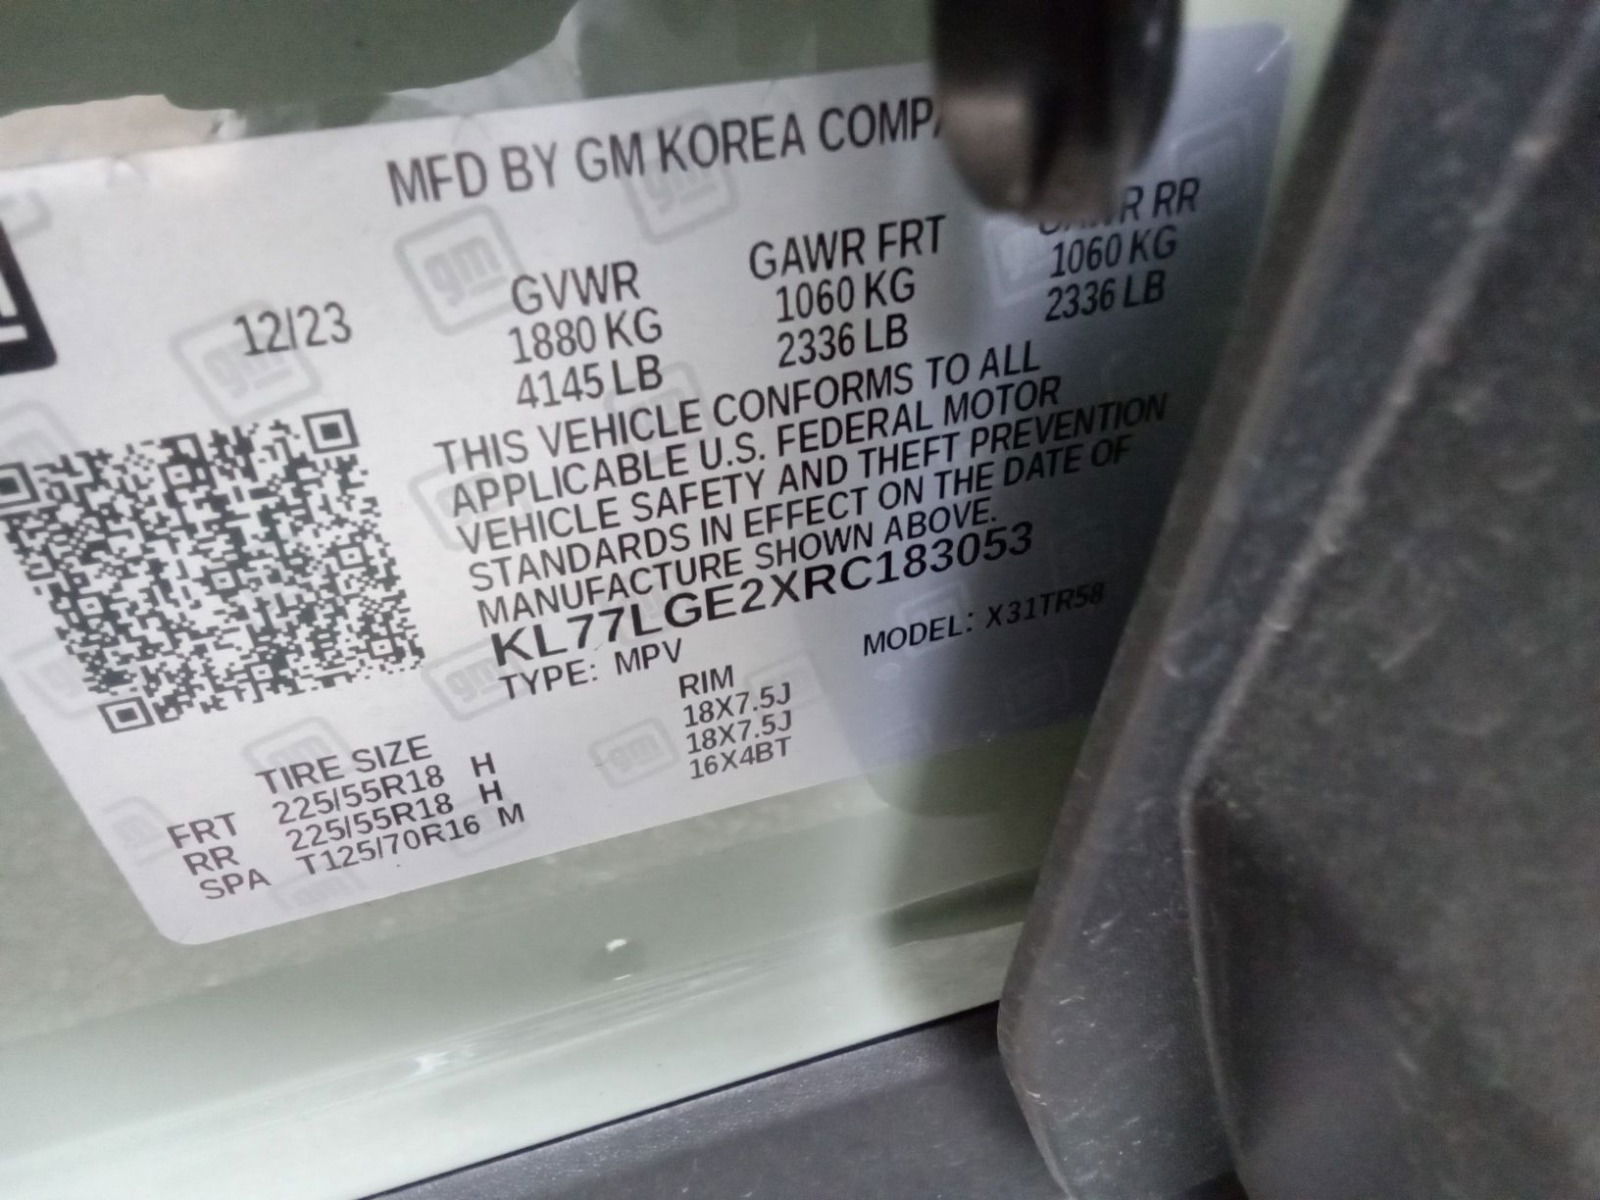 MFD BY GM KOREA
12/23
GVWR GAWR FRT RR
1880 KG 1060 KG 1060 KG
4145 LB 2336 LB 2336 LB
THIS VEHICLE CONFORMS TO ALL
APPLICABLE U.S. FEDERAL MOTOR
VEHICLE SAFETY AND THEFT PREVENTION
STANDARDS IN EFFECT ON THE DATE OF
MANUFACTURE SHOWN ABOVE.
KL77LGE2XRC183053
TYPE: MPV MODEL: X31TR58
TIRE SIZE RIM
FRT 225/55R18 H 18X7.5J
RR 225/55R18 H 18X7.5J
SPA T125/70R16 M 16X4BT